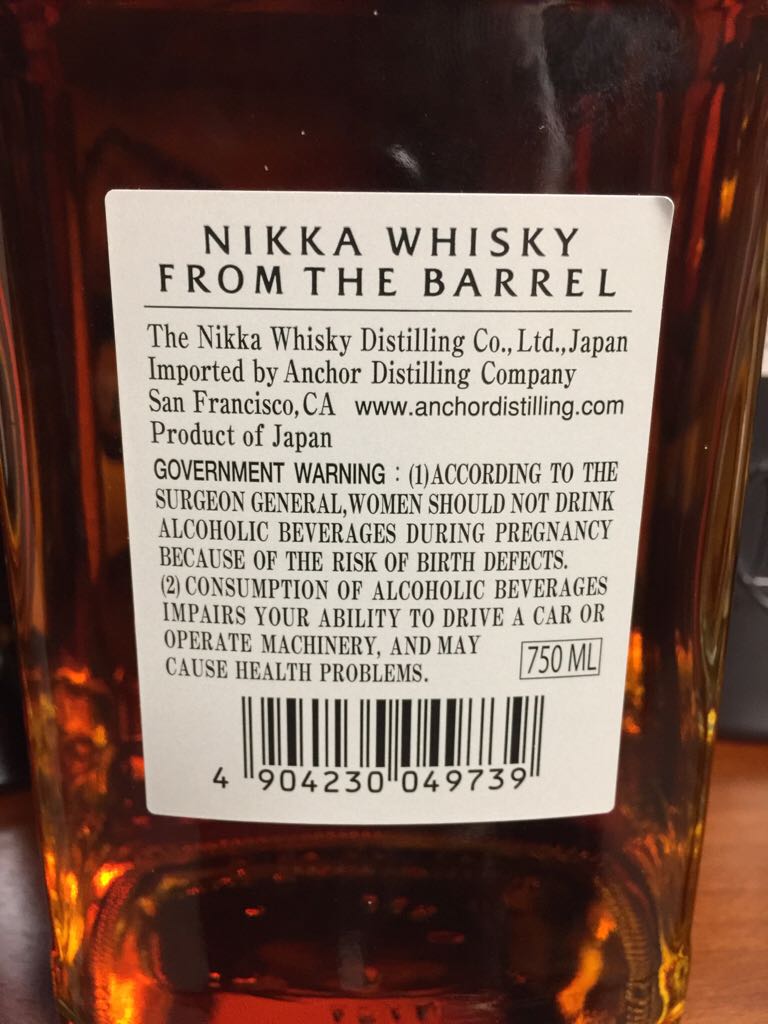 NIKKA WHISKY
FROM THE BARREL
The Nikka Whisky Distilling Co.,Ltd.,Japan
Imported by Anchor Distilling Company
San Francisco,CA www.anchordistilling.com
Product of Japan
GOVERNMENT WARNING : (1)ACCORDING TO THE
SURGEON GENERAL,WOMEN SHOULD NOT DRINK
ALCOHOLIC BEVERAGES DURING PREGNANCY
BECAUSE OF THE RISK OF BIRTH DEFECTS.
(2) CONSUMPTION OF ALCOHOLIC BEVERAGES
IMPAIRS YOUR ABILITY TO DRIVE A CAR OR
OPERATE MACHINERY, AND MAY
CAUSE HEALTH PROBLEMS.
750 ML
4 904230 049739